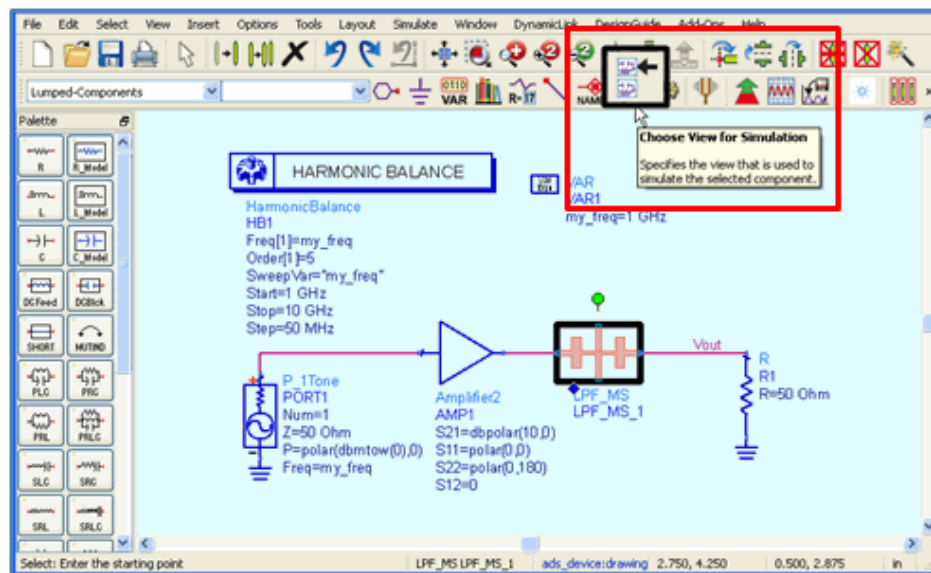 File Edit Select View Insert Options Tools Layout Simulate Window DynamicLink DesignGuide Add-Ons Help
Lumped-Components
0110
VAR
R-17
NAME
Choose View for Simulation
Specifies the view that is used to
simulate the selected component.
Palette
R R_Model
L L_Model
C C_Model
DCFeed DCBlck
SHORT MUTIND
PLC PRC
PRL PRLC
SLC SRC
SRL SRLC
HARMONIC BALANCE
HarmonicBalance
HB1
Freq[1]=my_freq
Order[1]=5
SweepVar="my_freq"
Start=1 GHz
Stop=10 GHz
Step=50 MHz
VAR
VAR1
my_freq=1 GHz
P_1Tone
PORT1
Num=1
Z=50 Ohm
P=polar(dbmtow(0),0)
Freq=my_freq
Amplifier2
AMP1
S21=dbpolar(10,0)
S11=polar(0,0)
S22=polar(0,180)
S12=0
LPF_MS
LPF_MS_1
Vout
R
R1
R=50 Ohm
Select: Enter the starting point LPF_MS LPF_MS_1 ads_device:drawing 2.750, 4.250 0.500, 2.875 in